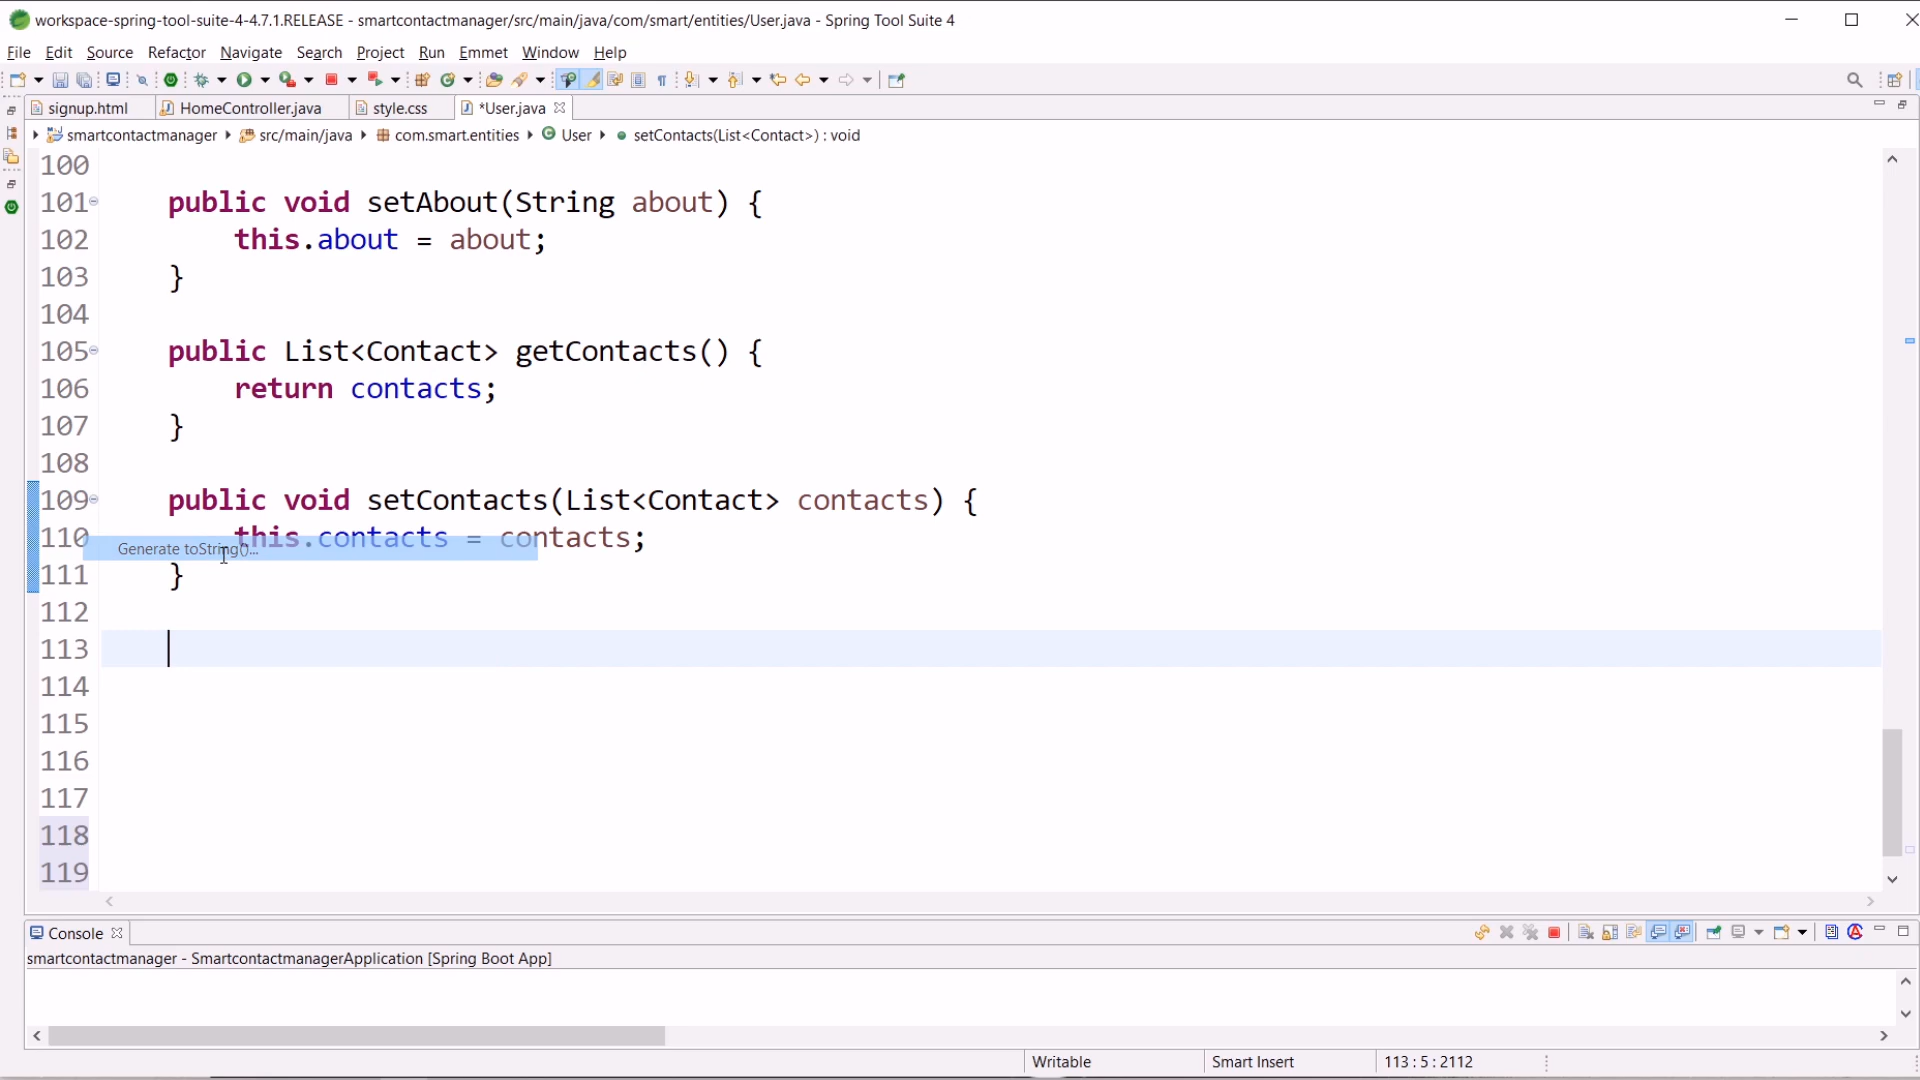 workspace-spring-tool-suite-4-4.7.1.RELEASE - smartcontactmanager/src/main/java/com/smart/entities/User.java - Spring Tool Suite 4
File Edit Source Refactor Navigate Search Project Run Emmet Window Help
signup.html HomeController.java style.css *User.java
smartcontactmanager src/main/java com.smart.entities User setContacts(List<Contact>) : void
100
101 public void setAbout(String about) {
102 this.about = about;
103 }
104
105 public List<Contact> getContacts() {
106 return contacts;
107 }
108
109 public void setContacts(List<Contact> contacts) {
110 this.contacts = contacts;
Generate toString()...
111 }
112
113
114
115
116
117
118
119
Console
smartcontactmanager - SmartcontactmanagerApplication [Spring Boot App]
Writable Smart Insert 113 : 5 : 2112